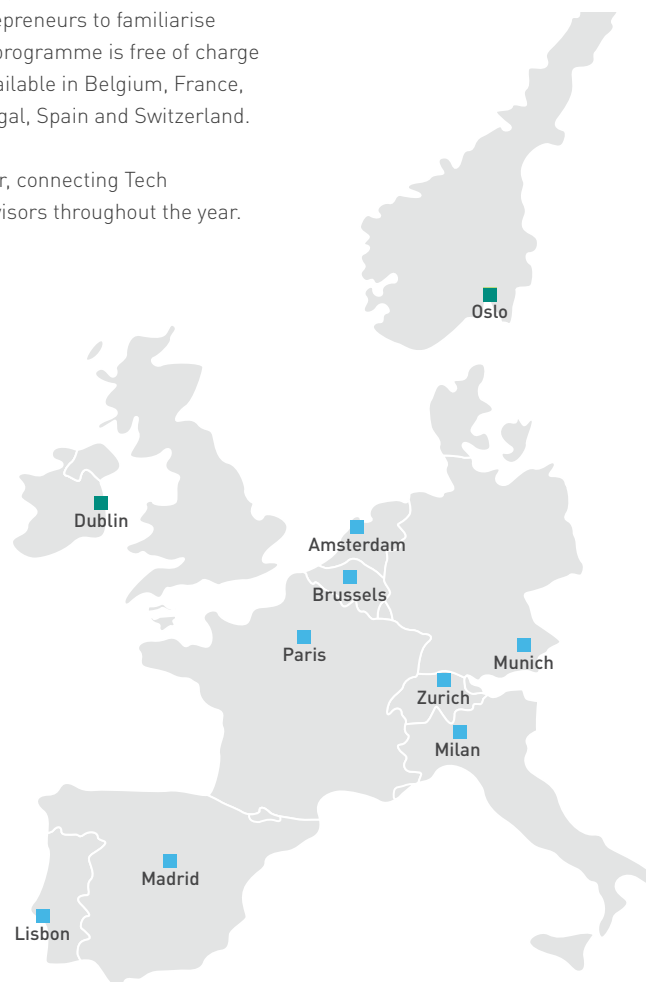 epreneurs to familiarise
programme is free of charge
ailable in Belgium, France,
gal, Spain and Switzerland.
r, connecting Tech
visors throughout the year.
Oslo
Dublin
Amsterdam
Brussels
Paris
Munich
Zurich
Milan
Madrid
Lisbon